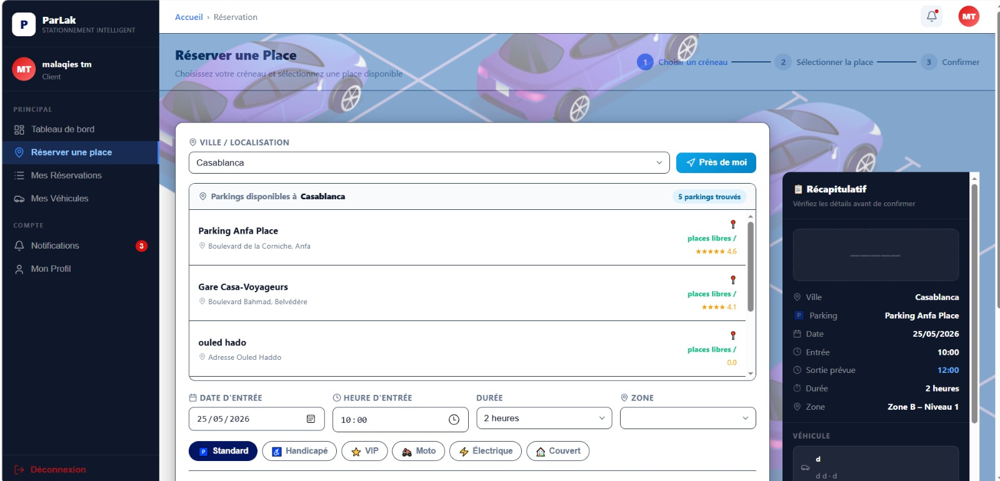 P
ParLak
STATIONNEMENT INTELLIGENT
MT
malaqies tm
Client
PRINCIPAL
Tableau de bord
Réserver une place
Mes Réservations
Mes Véhicules
COMPTE
Notifications
3
Mon Profil
Déconnexion
Accueil › Réservation
MT
Réserver une Place
Choisissez votre créneau et sélectionnez une place disponible
1 Choisir un créneau
2 Sélectionner la place
3 Confirmer
VILLE / LOCALISATION
Casablanca
Près de moi
Parkings disponibles à Casablanca
5 parkings trouvés
Parking Anfa Place
Boulevard de la Corniche, Anfa
places libres /
★★★★★ 4.6
Gare Casa-Voyageurs
Boulevard Bahmad, Belvédère
places libres /
★★★★ 4.1
ouled hado
Adresse Ouled Haddo
places libres /
0.0
DATE D'ENTRÉE
25/05/2026
HEURE D'ENTRÉE
10:00
DURÉE
2 heures
ZONE
P Standard
Handicapé
VIP
Moto
Électrique
Couvert
Récapitulatif
Vérifiez les détails avant de confirmer
—————
Ville Casablanca
P Parking Parking Anfa Place
Date 25/05/2026
Entrée 10:00
Sortie prévue 12:00
Durée 2 heures
Zone Zone B – Niveau 1
VÉHICULE
d
d d · d